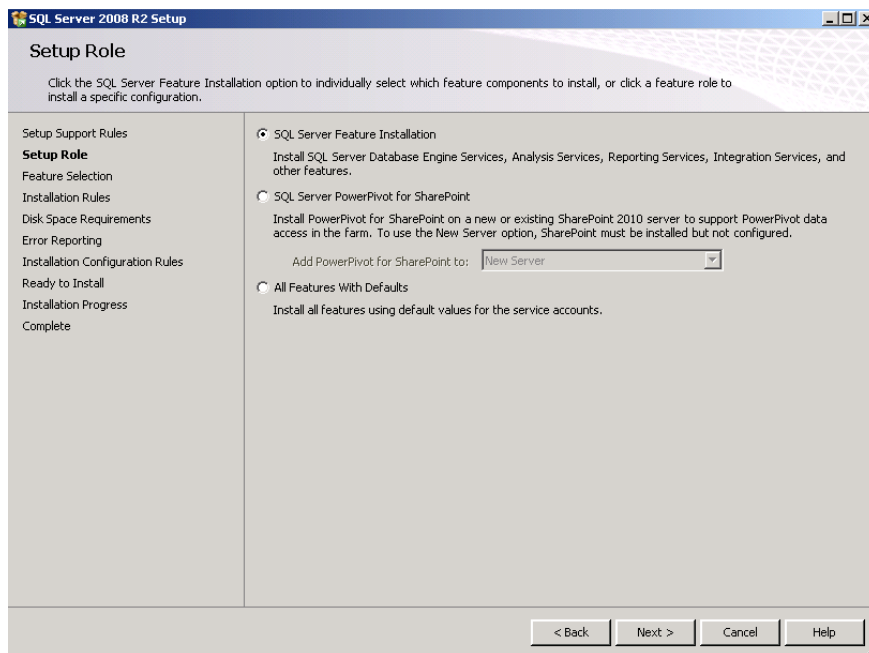 SQL Server 2008 R2 Setup
Setup Role
Click the SQL Server Feature Installation option to individually select which feature components to install, or click a feature role to
install a specific configuration.
Setup Support Rules
Setup Role
Feature Selection
Installation Rules
Disk Space Requirements
Error Reporting
Installation Configuration Rules
Ready to Install
Installation Progress
Complete
SQL Server Feature Installation
Install SQL Server Database Engine Services, Analysis Services, Reporting Services, Integration Services, and
other features.
SQL Server PowerPivot for SharePoint
Install PowerPivot for SharePoint on a new or existing SharePoint 2010 server to support PowerPivot data
access in the farm. To use the New Server option, SharePoint must be installed but not configured.
Add PowerPivot for SharePoint to: New Server
All Features With Defaults
Install all features using default values for the service accounts.
< Back Next > Cancel Help